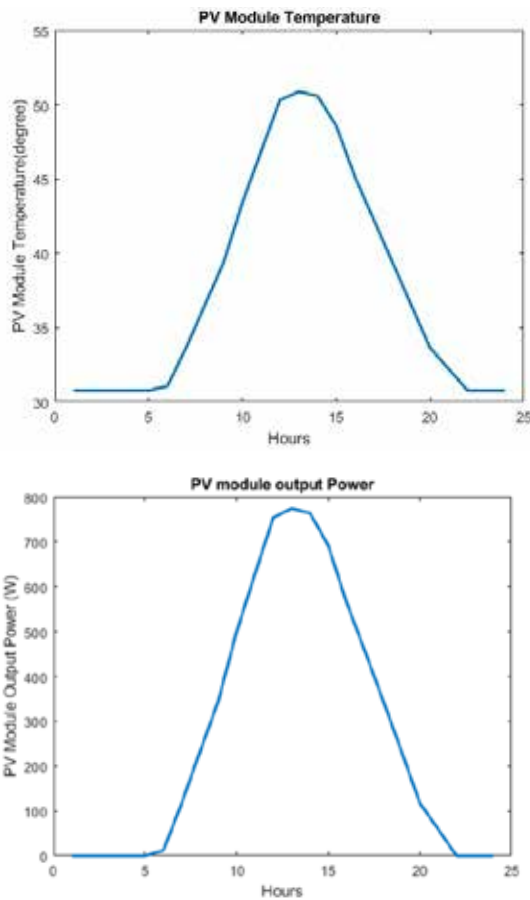 PV Module Temperature
55
50
45
40
35
30
0 5 10 15 20 25
PV Module Temperature(degree)
Hours
PV module output Power
800
700
600
500
400
300
200
100
0
0 5 10 15 20 25
PV Module Output Power (W)
Hours